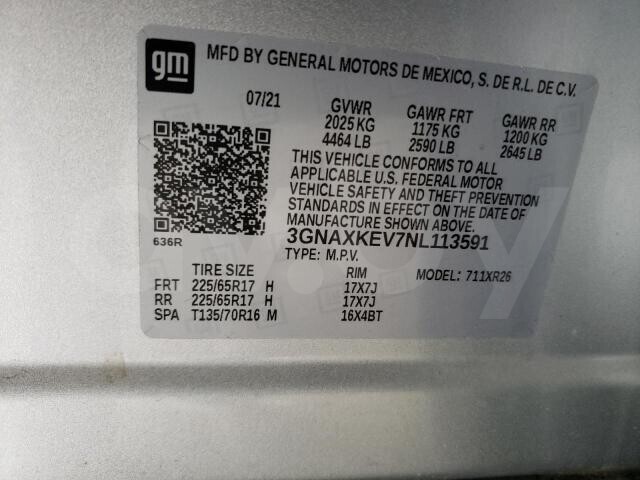 gm
MFD BY GENERAL MOTORS DE MEXICO, S. DE R.L. DE C.V.
07/21 GVWR GAWR FRT GAWR RR
2025 KG 1175 KG 1200 KG
4464 LB 2590 LB 2645 LB
THIS VEHICLE CONFORMS TO ALL
APPLICABLE U.S. FEDERAL MOTOR
VEHICLE SAFETY AND THEFT PREVENTION
STANDARDS IN EFFECT ON THE DATE OF
MANUFACTURE SHOWN ABOVE.
3GNAXKEV7NL113591
636R
TYPE: M.P.V.
TIRE SIZE RIM MODEL: 711XR26
FRT 225/65R17 H 17X7J
RR 225/65R17 H 17X7J
SPA T135/70R16 M 16X4BT